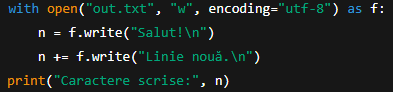 with open("out.txt", "w", encoding="utf-8") as f:
    n = f.write("Salut!\n")
    n += f.write("Linie nouă.\n")
print("Caractere scrise:", n)